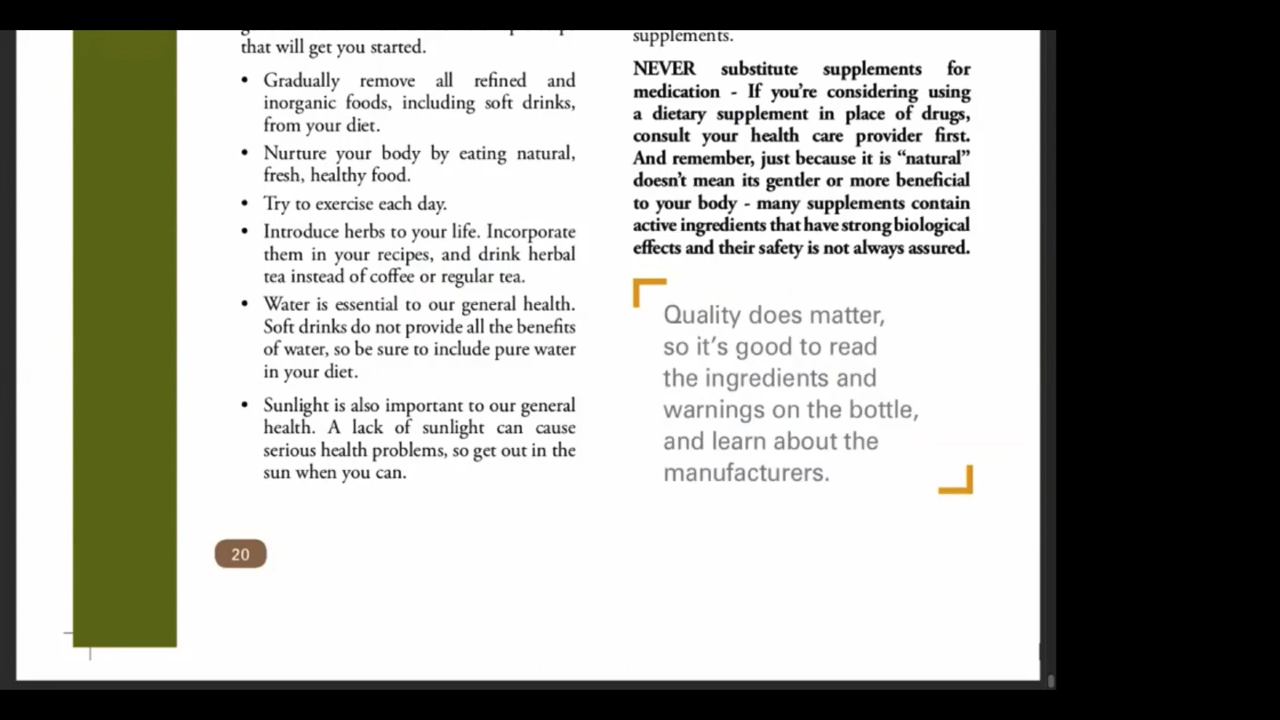 that will get you started.
• Gradually remove all refined and
inorganic foods, including soft drinks,
from your diet.
• Nurture your body by eating natural,
fresh, healthy food.
• Try to exercise each day.
• Introduce herbs to your life. Incorporate
them in your recipes, and drink herbal
tea instead of coffee or regular tea.
• Water is essential to our general health.
Soft drinks do not provide all the benefits
of water, so be sure to include pure water
in your diet.
• Sunlight is also important to our general
health. A lack of sunlight can cause
serious health problems, so get out in the
sun when you can.
20
supplements.
NEVER substitute supplements for
medication - If you’re considering using
a dietary supplement in place of drugs,
consult your health care provider first.
And remember, just because it is “natural”
doesn’t mean its gentler or more beneficial
to your body - many supplements contain
active ingredients that have strong biological
effects and their safety is not always assured.
Quality does matter,
so it’s good to read
the ingredients and
warnings on the bottle,
and learn about the
manufacturers.